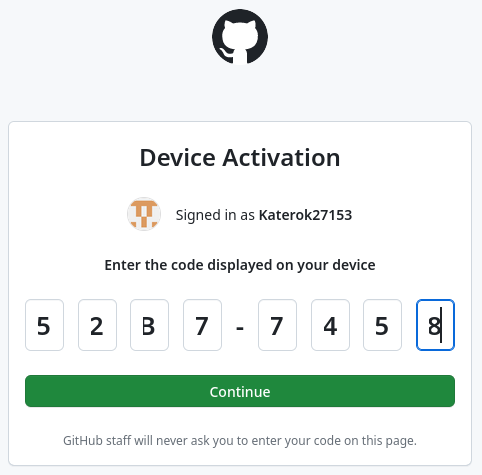 Device Activation
Signed in as Katerok27153
Enter the code displayed on your device
5 2 B 7 - 7 4 5 8
Continue
GitHub staff will never ask you to enter your code on this page.